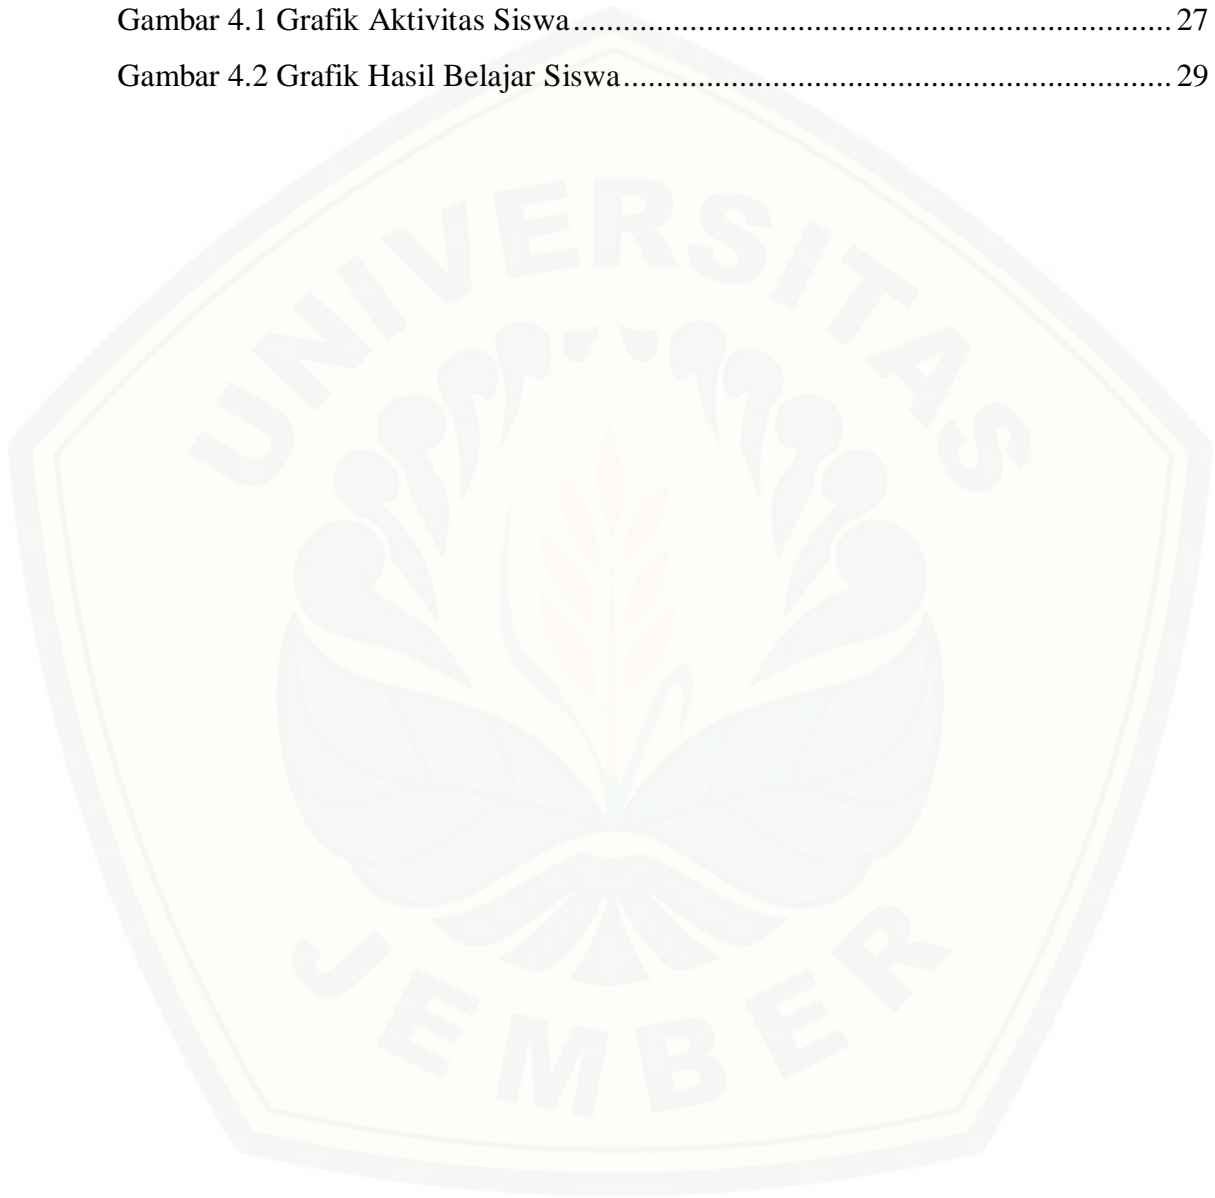 Gambar 4.1 Grafik Aktivitas Siswa........................................................................ 27
Gambar 4.2 Grafik Hasil Belajar Siswa.................................................................. 29
UNIVERSITAS
JEMBER